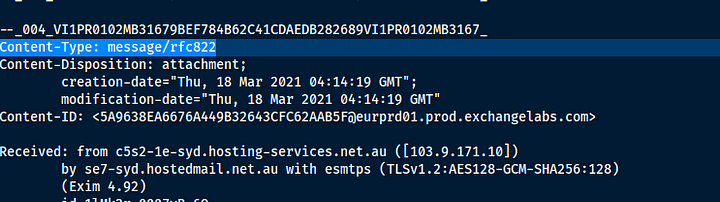 --_004_VI1PR0102MB31679BEF784B62C41CDAEDB282689VI1PR0102MB3167_
Content-Type: message/rfc822
Content-Disposition: attachment;
creation-date="Thu, 18 Mar 2021 04:14:19 GMT";
modification-date="Thu, 18 Mar 2021 04:14:19 GMT"
Content-ID: <5A9638EA6676A449B32643CFC62AAB5F@eurprd01.prod.exchangelabs.com>
Received: from c5s2-1e-syd.hosting-services.net.au ([103.9.171.10])
by se7-syd.hostedmail.net.au with esmtps (TLSv1.2:AES128-GCM-SHA256:128)
(Exim 4.92)